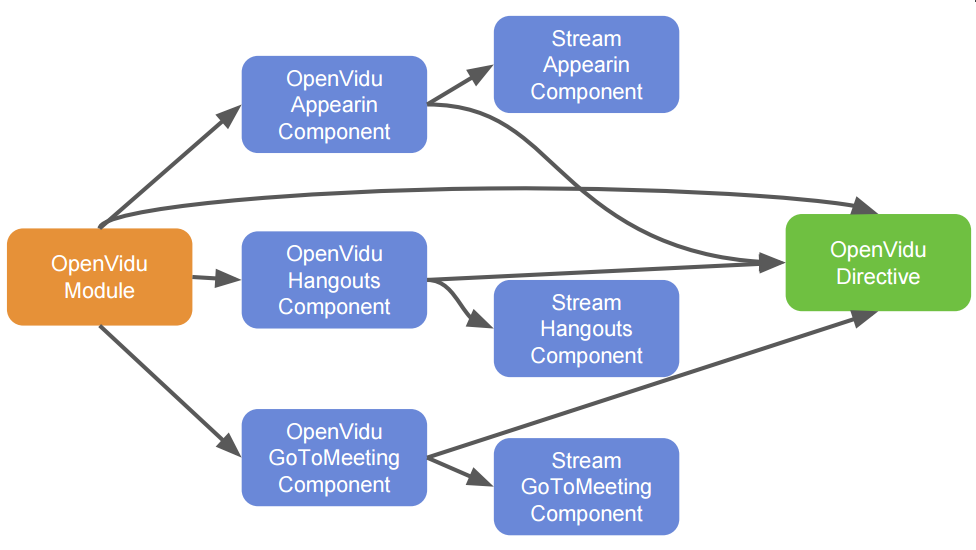 Stream
Appearin
Component
OpenVidu
Appearin
Component
OpenVidu
Module
OpenVidu
Hangouts
Component
OpenVidu
Directive
Stream
Hangouts
Component
OpenVidu
GoToMeeting
Component
Stream
GoToMeeting
Component